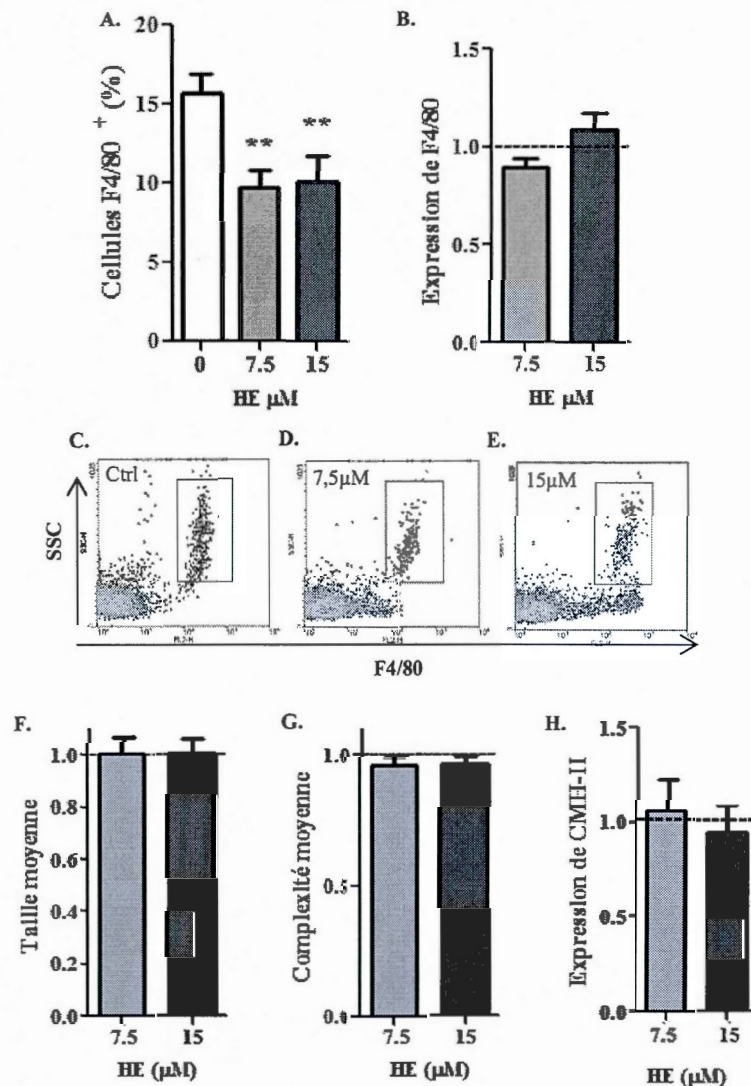 A.
B.
Cellules F4/80 + (%)
20
15
10
5
0
**
**
0 7.5 15
HE µM
Expression de F4/80
1.5
1.0
0.5
0.0
7.5 15
HE µM
C.
D.
E.
Ctrl
7,5µM
15µM
SSC
F4/80
F.
G.
H.
Taille moyenne
1.0
0.8
0.6
0.4
0.2
0.0
7.5 15
HE (µM)
Complexité moyenne
1.0
0.5
0.0
7.5 15
HE (µM)
Expression de CMH-II
1.5
1.0
0.5
0.0
7.5 15
HE (µM)